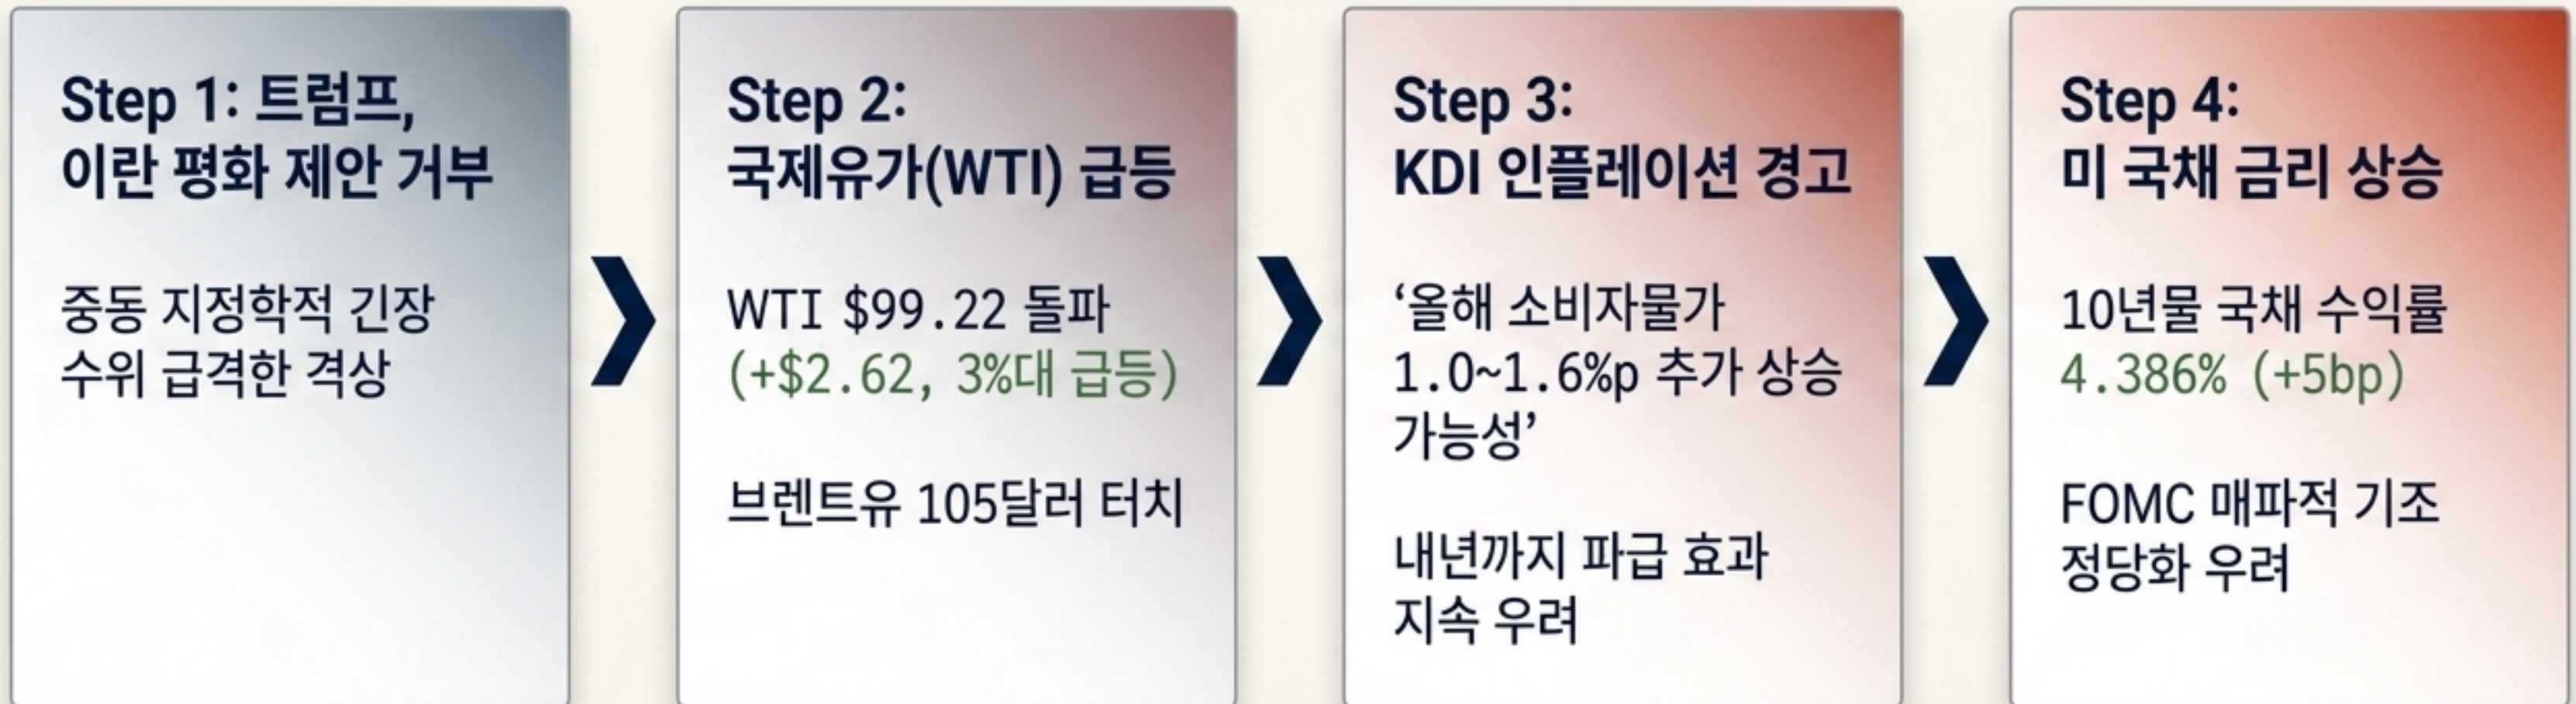 Step 1: 트럼프,
이란 평화 제안 거부
중동 지정학적 긴장
수위 급격한 격상
Step 2:
국제유가(WTI) 급등
WTI $99.22 돌파
(+$2.62, 3%대 급등)
브렌트유 105달러 터치
Step 3:
KDI 인플레이션 경고
‘올해 소비자물가
1.0~1.6%p 추가 상승
가능성’
내년까지 파급 효과
지속 우려
Step 4:
미 국채 금리 상승
10년물 국채 수익률
4.386% (+5bp)
FOMC 매파적 기조
정당화 우려